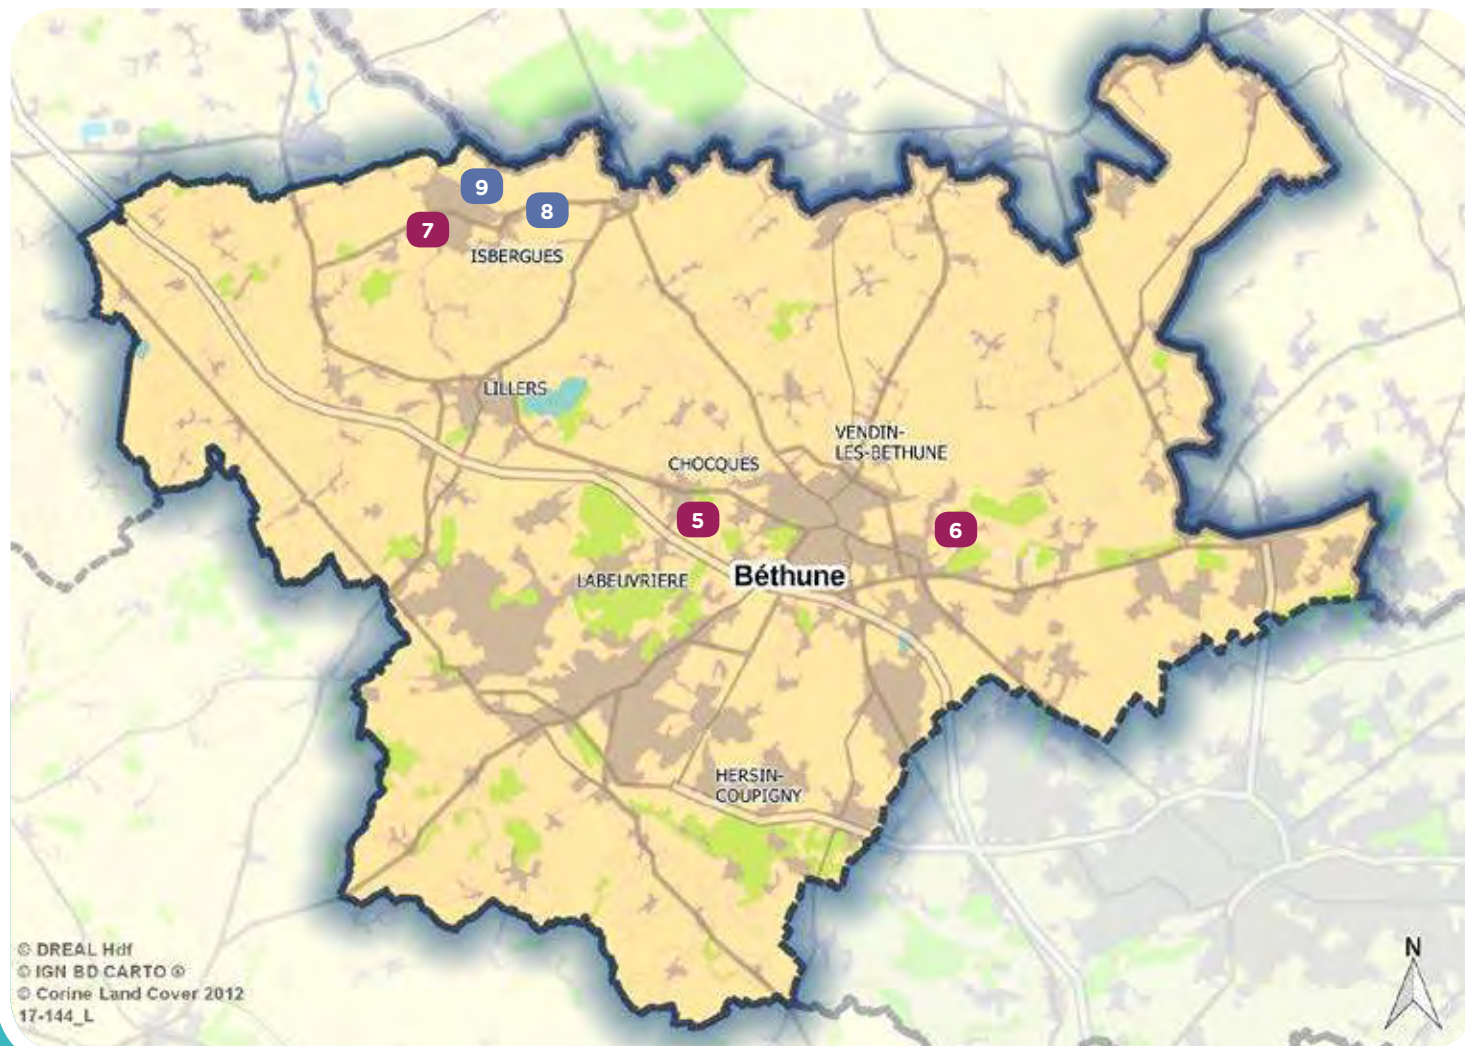 9
8
7
ISBERGUES
LILLERS
VENDIN-
LES-BETHUNE
CHOCQUES
5
6
LABEUVRIERE
Béthune
HERSIN-
COUPIGNY
© DREAL Hdf
© IGN BD CARTO ®
© Corine Land Cover 2012
17-144_L
N